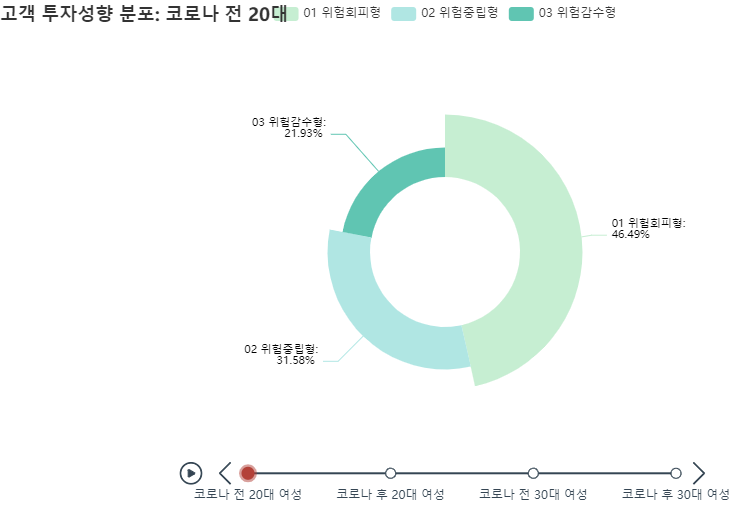 고객 투자성향 분포: 코로나 전 20대
01 위험회피형
02 위험중립형
03 위험감수형
03 위험감수형:
21.93%
01 위험회피형:
46.49%
02 위험중립형:
31.58%
코로나 전 20대 여성
코로나 후 20대 여성
코로나 전 30대 여성
코로나 후 30대 여성